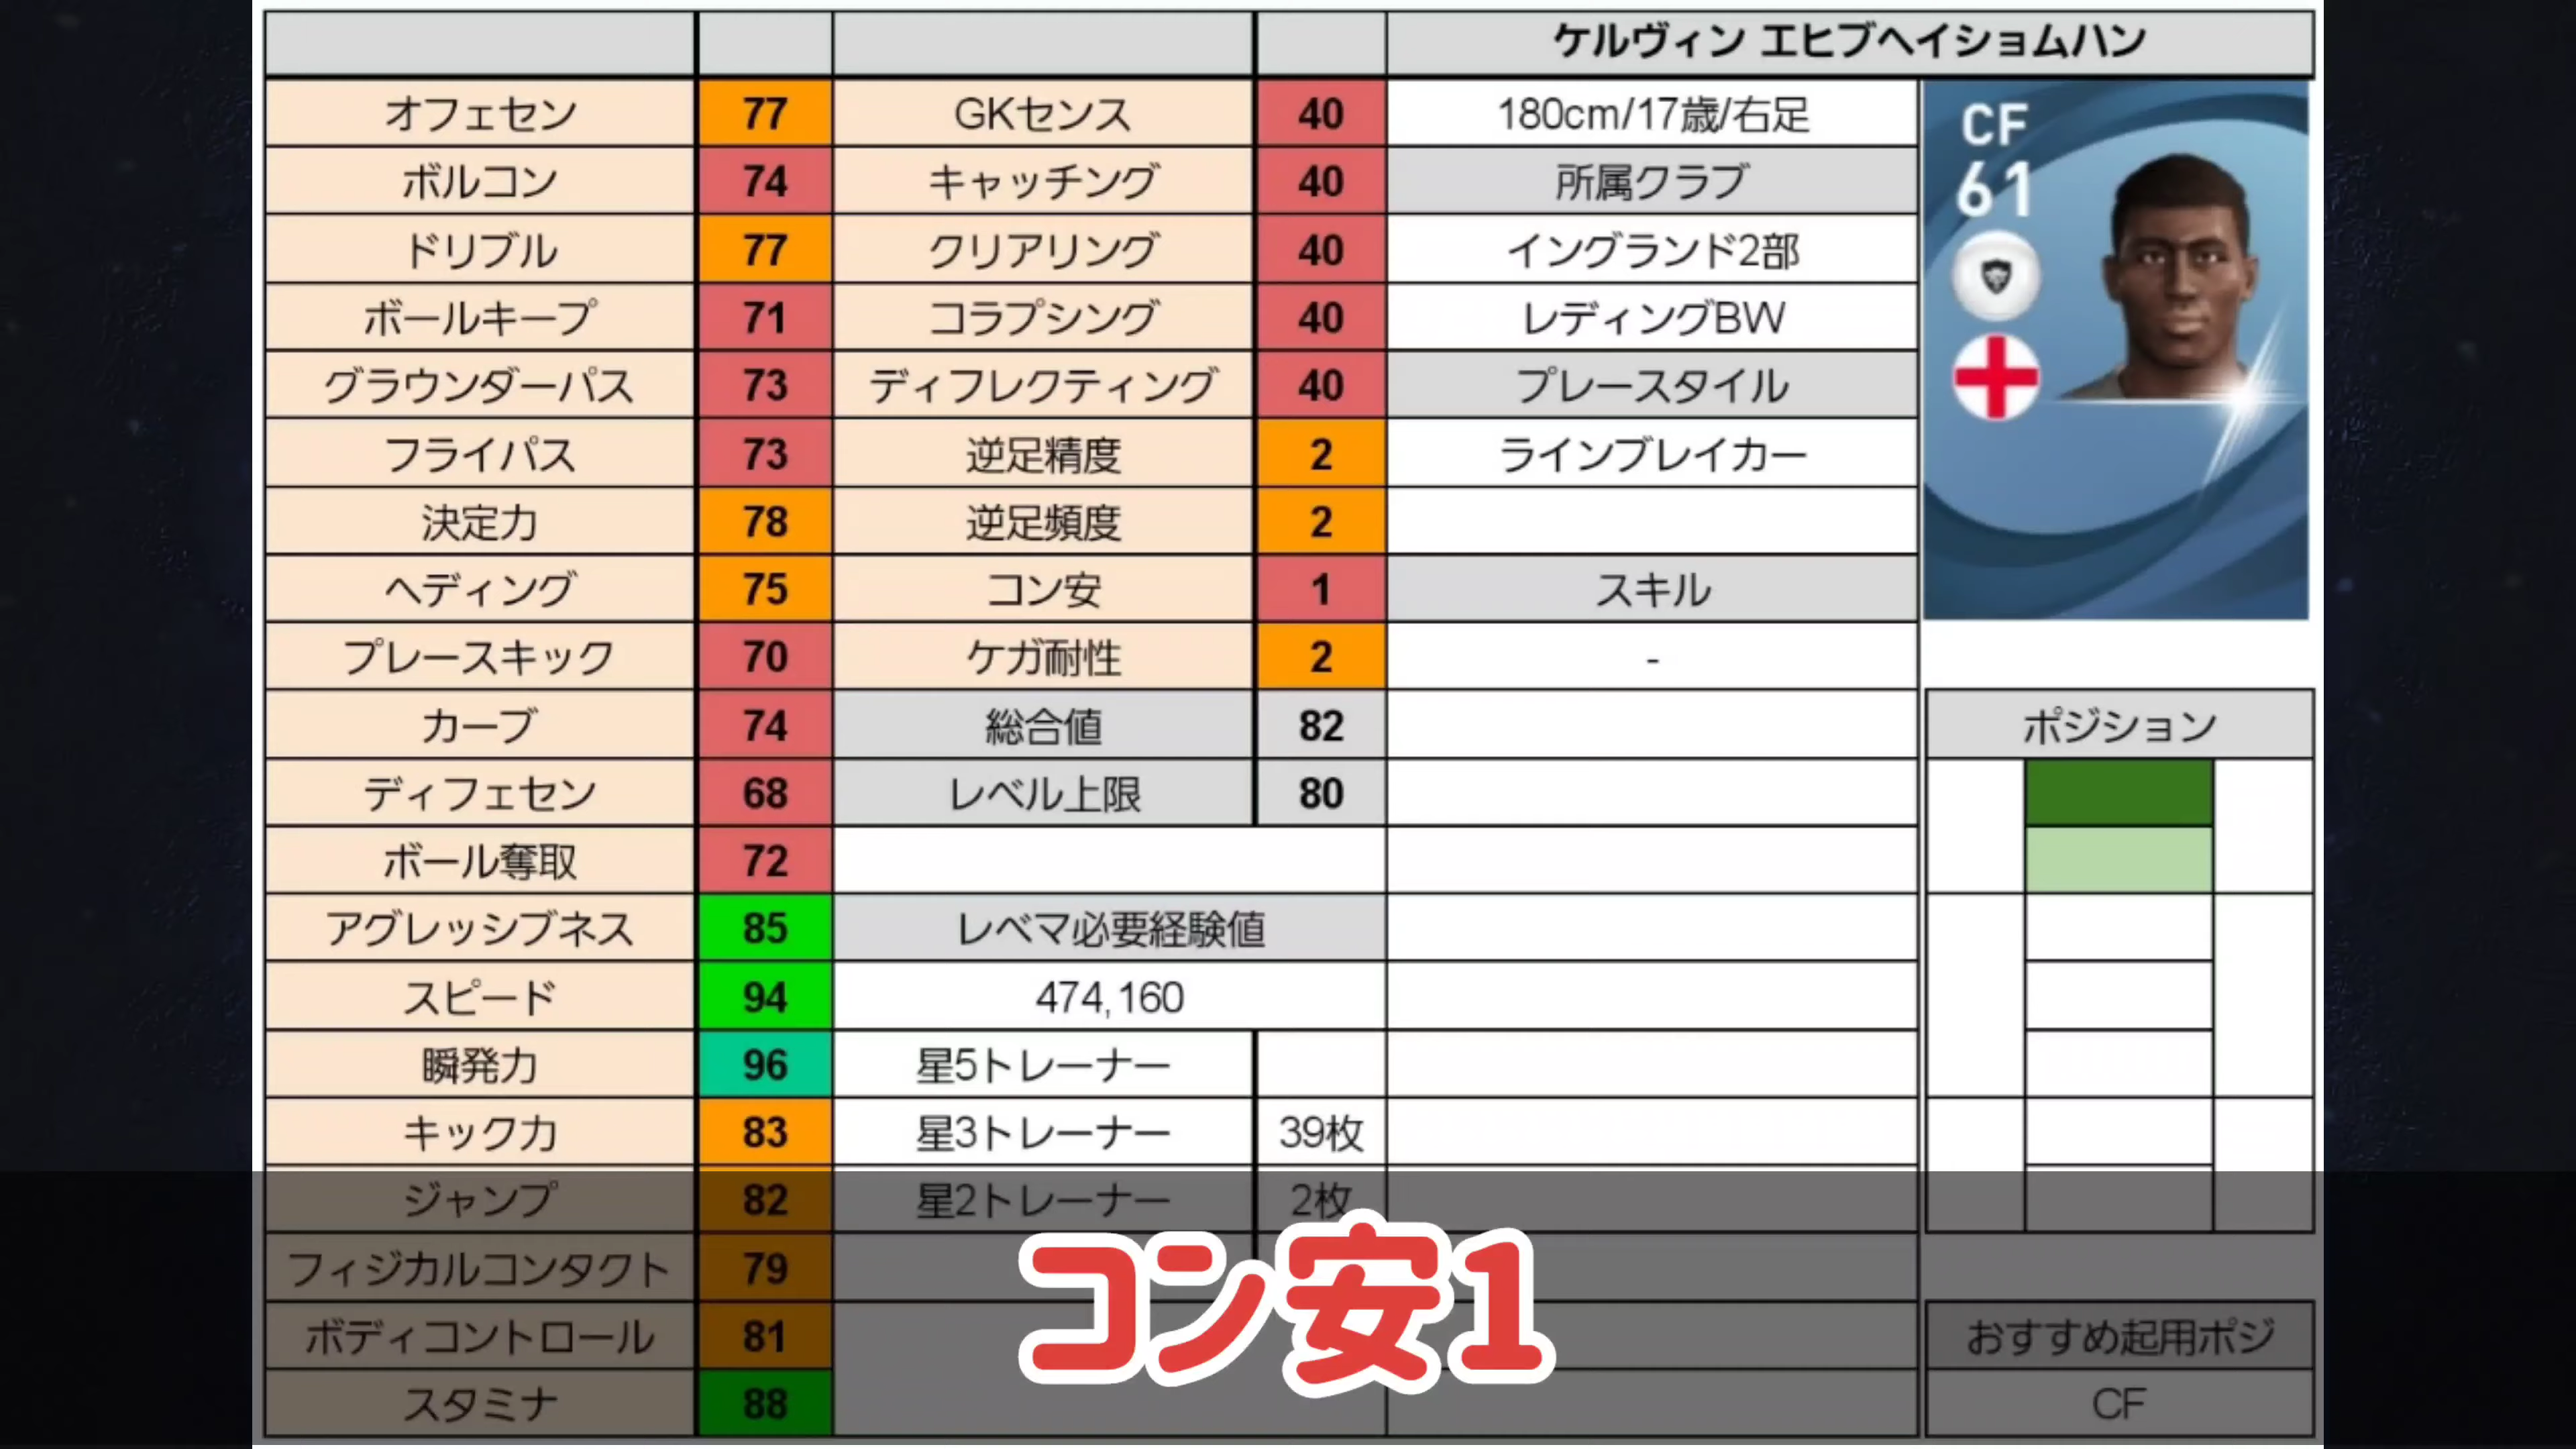 ケルヴィン エヒブヘイショムハン
オフェセン 77 GKセンス 40 180cm/17歳/右足
ボルコン 74 キャッチング 40 所属クラブ
ドリブル 77 クリアリング 40 イングランド2部
ボールキープ 71 コラプシング 40 レディングBW
グラウンダーパス 73 ディフレクティング 40 プレースタイル
フライパス 73 逆足精度 2 ラインブレイカー
決定力 78 逆足頻度 2
ヘディング 75 コン安 1 スキル
プレースキック 70 ケガ耐性 2 -
カーブ 74 総合値 82
ディフェセン 68 レベル上限 80
ボール奪取 72
アグレッシブネス 85 レベマ必要経験値
スピード 94 474,160
瞬発力 96 星5トレーナー
キック力 83 星3トレーナー 39枚
ジャンプ 82 星2トレーナー 2枚
フィジカルコンタクト 79
ボディコントロール 81
スタミナ 88
CF
61
ポジション
おすすめ起用ポジ
CF
コン安1